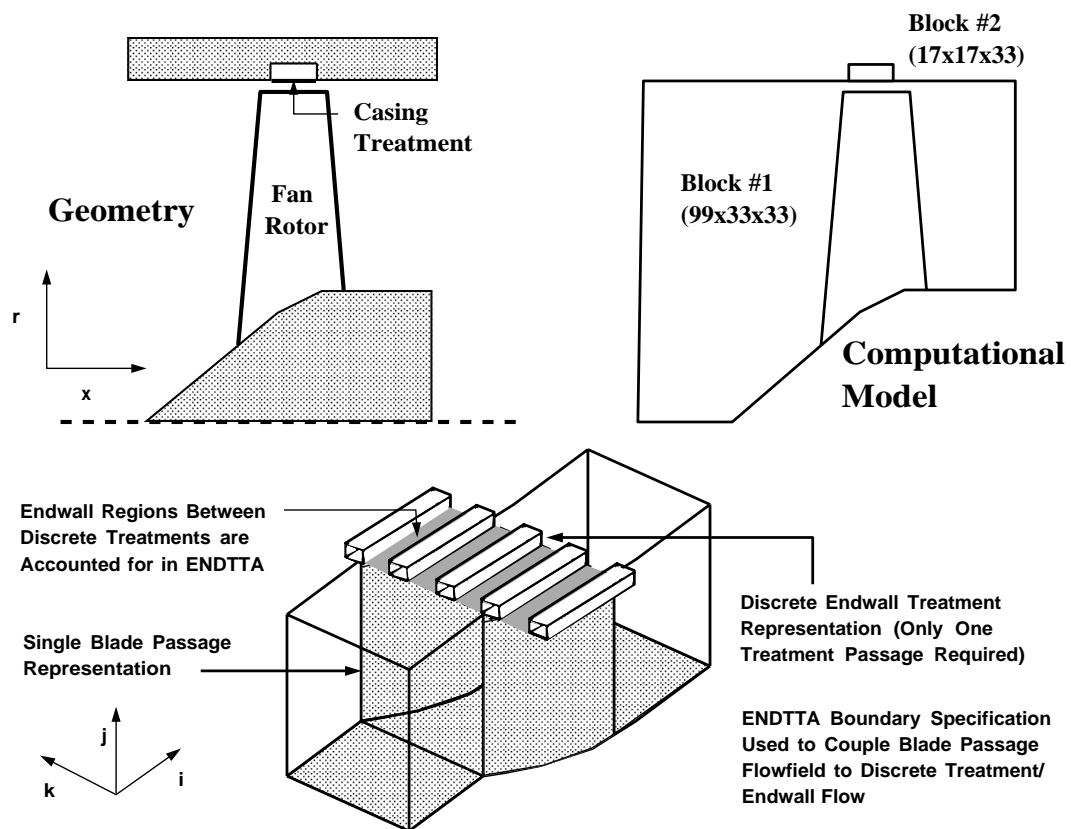 Block #2
(17x17x33)
Casing
Treatment
Geometry
Fan
Rotor
Block #1
(99x33x33)
r
x
Computational
Model
Endwall Regions Between
Discrete Treatments are
Accounted for in ENDTTA
Single Blade Passage
Representation
Discrete Endwall Treatment
Representation (Only One
Treatment Passage Required)
ENDTTA Boundary Specification
Used to Couple Blade Passage
Flowfield to Discrete Treatment/
Endwall Flow
j
k
i